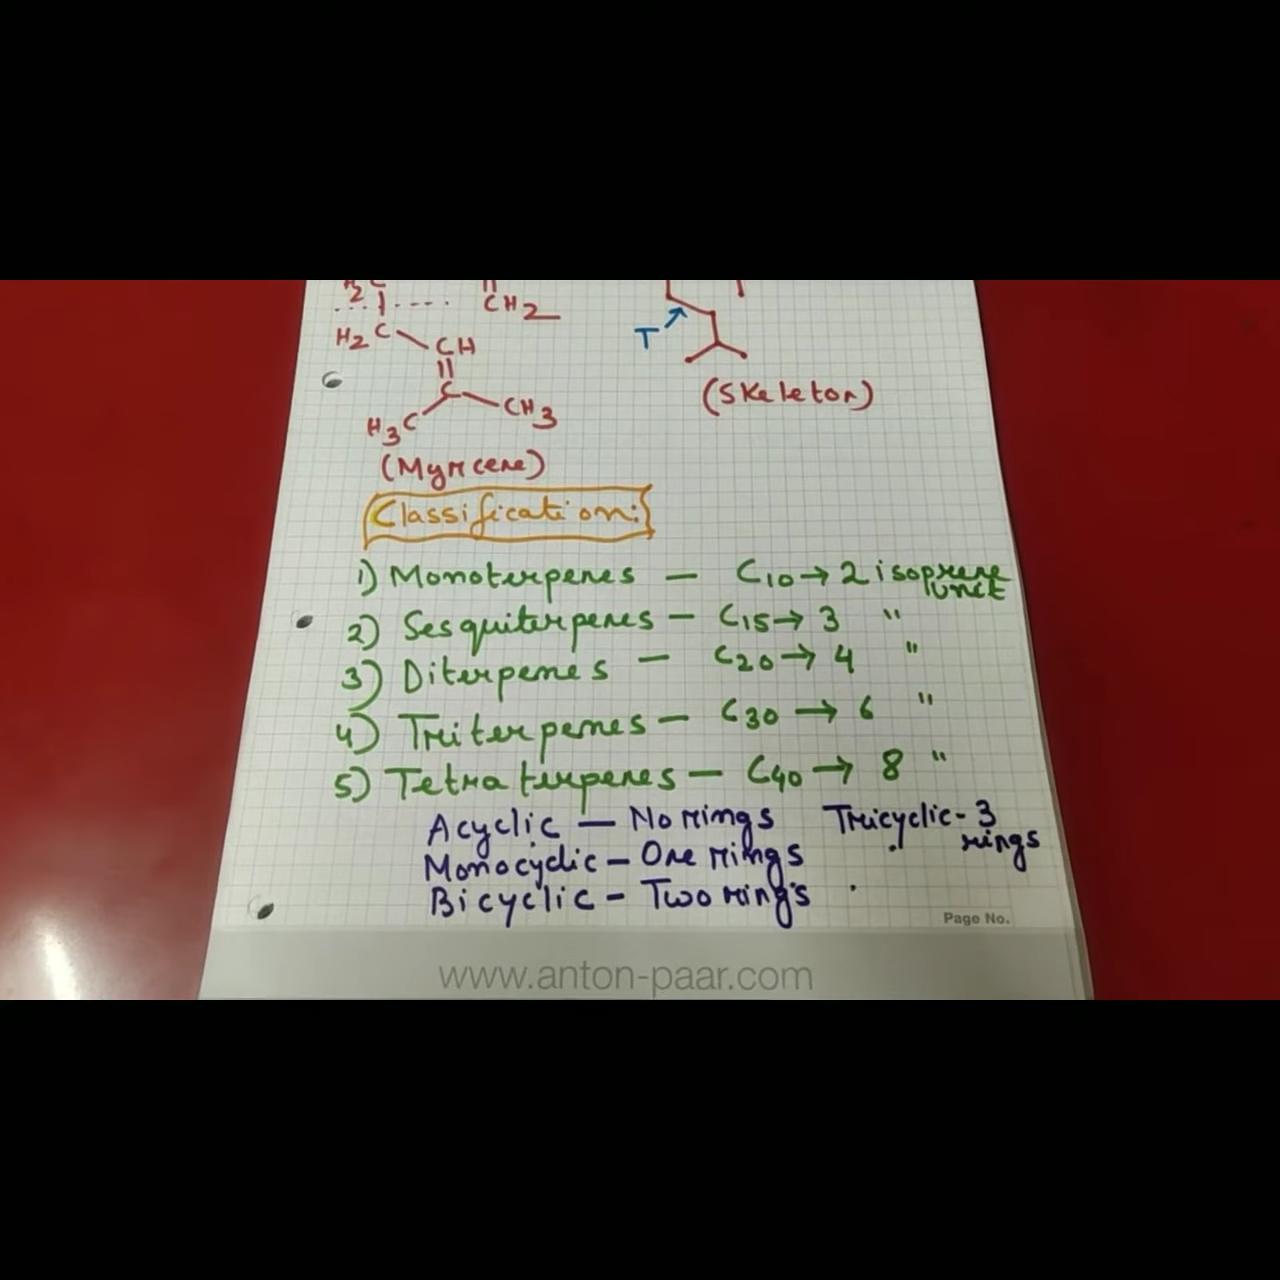 H2C
CH2
T
H2C
CH
||
C
CH3
H3C
(Skeleton)
(Myrcene)
Classification:
1) Monoterpenes — C10 → 2 isoprene unit
2) Sesquiterpenes — C15 → 3 "
3) Diterpenes — C20 → 4 "
4) Triterpenes — C30 → 6 "
5) Tetraterpenes — C40 → 8 "
Acyclic — No rings Tricyclic - 3 rings
Monocyclic — One rings
Bicyclic — Two rings
Page No.
www.anton-paar.com